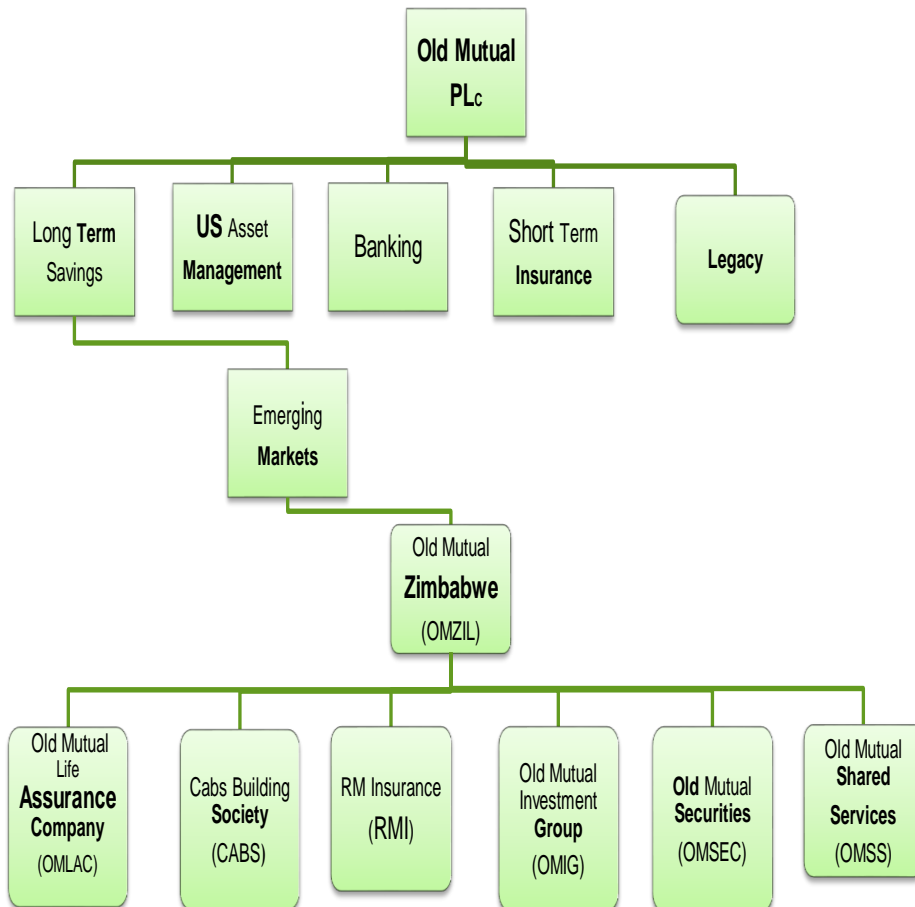 Old Mutual
PLc
Long Term
Savings
US Asset
Management
Banking
Short Term
Insurance
Legacy
Emerging
Markets
Old Mutual
Zimbabwe
(OMZIL)
Old Mutual
Life
Assurance
Company
(OMLAC)
Cabs Building
Society
(CABS)
RM Insurance
(RMI)
Old Mutual
Investment
Group
(OMIG)
Old Mutual
Securities
(OMSEC)
Old Mutual
Shared
Services
(OMSS)